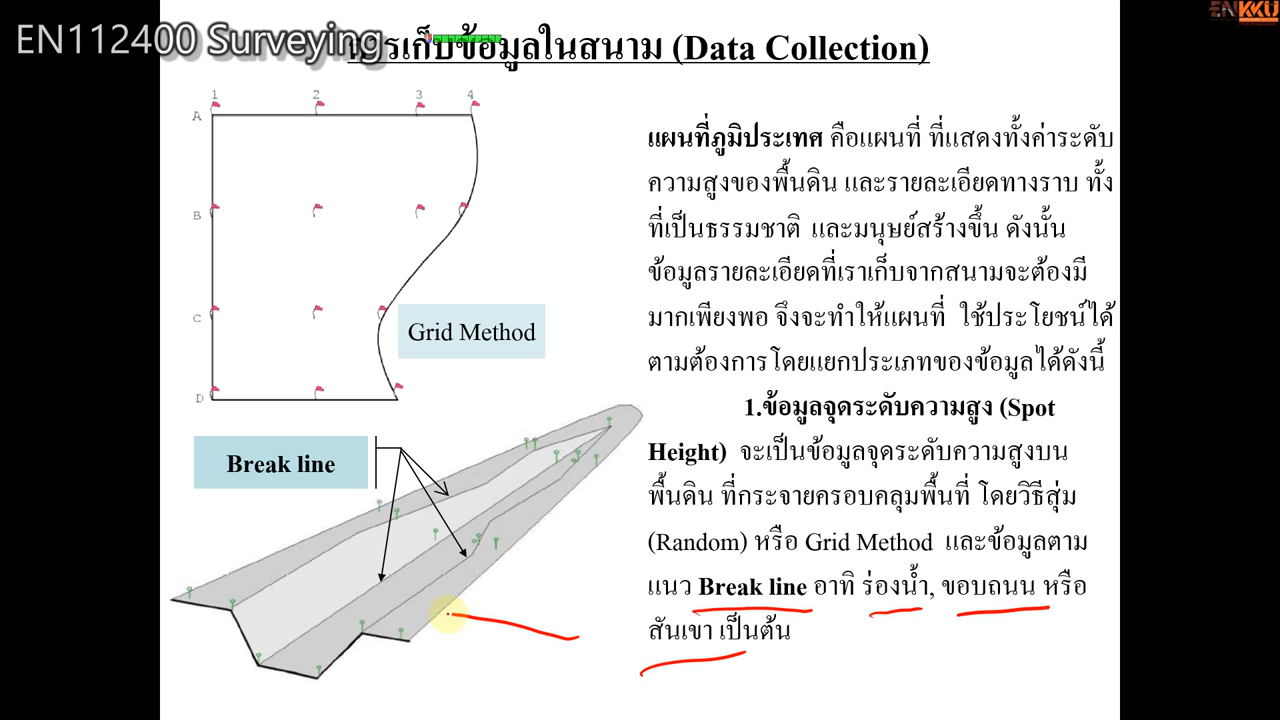 EN112400 Surveying
ENKKU
การเก็บข้อมูลในสนาม (Data Collection)
1 2 3 4
A
B
C
D
Grid Method
Break line
แผนที่ภูมิประเทศ คือแผนที่ ที่แสดงทั้งค่าระดับ
ความสูงของพื้นดิน และรายละเอียดทางราบ ทั้ง
ที่เป็นธรรมชาติ และมนุษย์สร้างขึ้น ดังนั้น
ข้อมูลรายละเอียดที่เราเก็บจากสนามจะต้องมี
มากเพียงพอ จึงจะทำให้แผนที่ ใช้ประโยชน์ได้
ตามต้องการ โดยแยกประเภทของข้อมูลได้ดังนี้
1.ข้อมูลจุดระดับความสูง (Spot
Height) จะเป็นข้อมูลจุดระดับความสูงบน
พื้นดิน ที่กระจายครอบคลุมพื้นที่ โดยวิธีสุ่ม
(Random) หรือ Grid Method และข้อมูลตาม
แนว Break line อาทิ ร่องน้ำ, ขอบถนน หรือ
สันเขา เป็นต้น